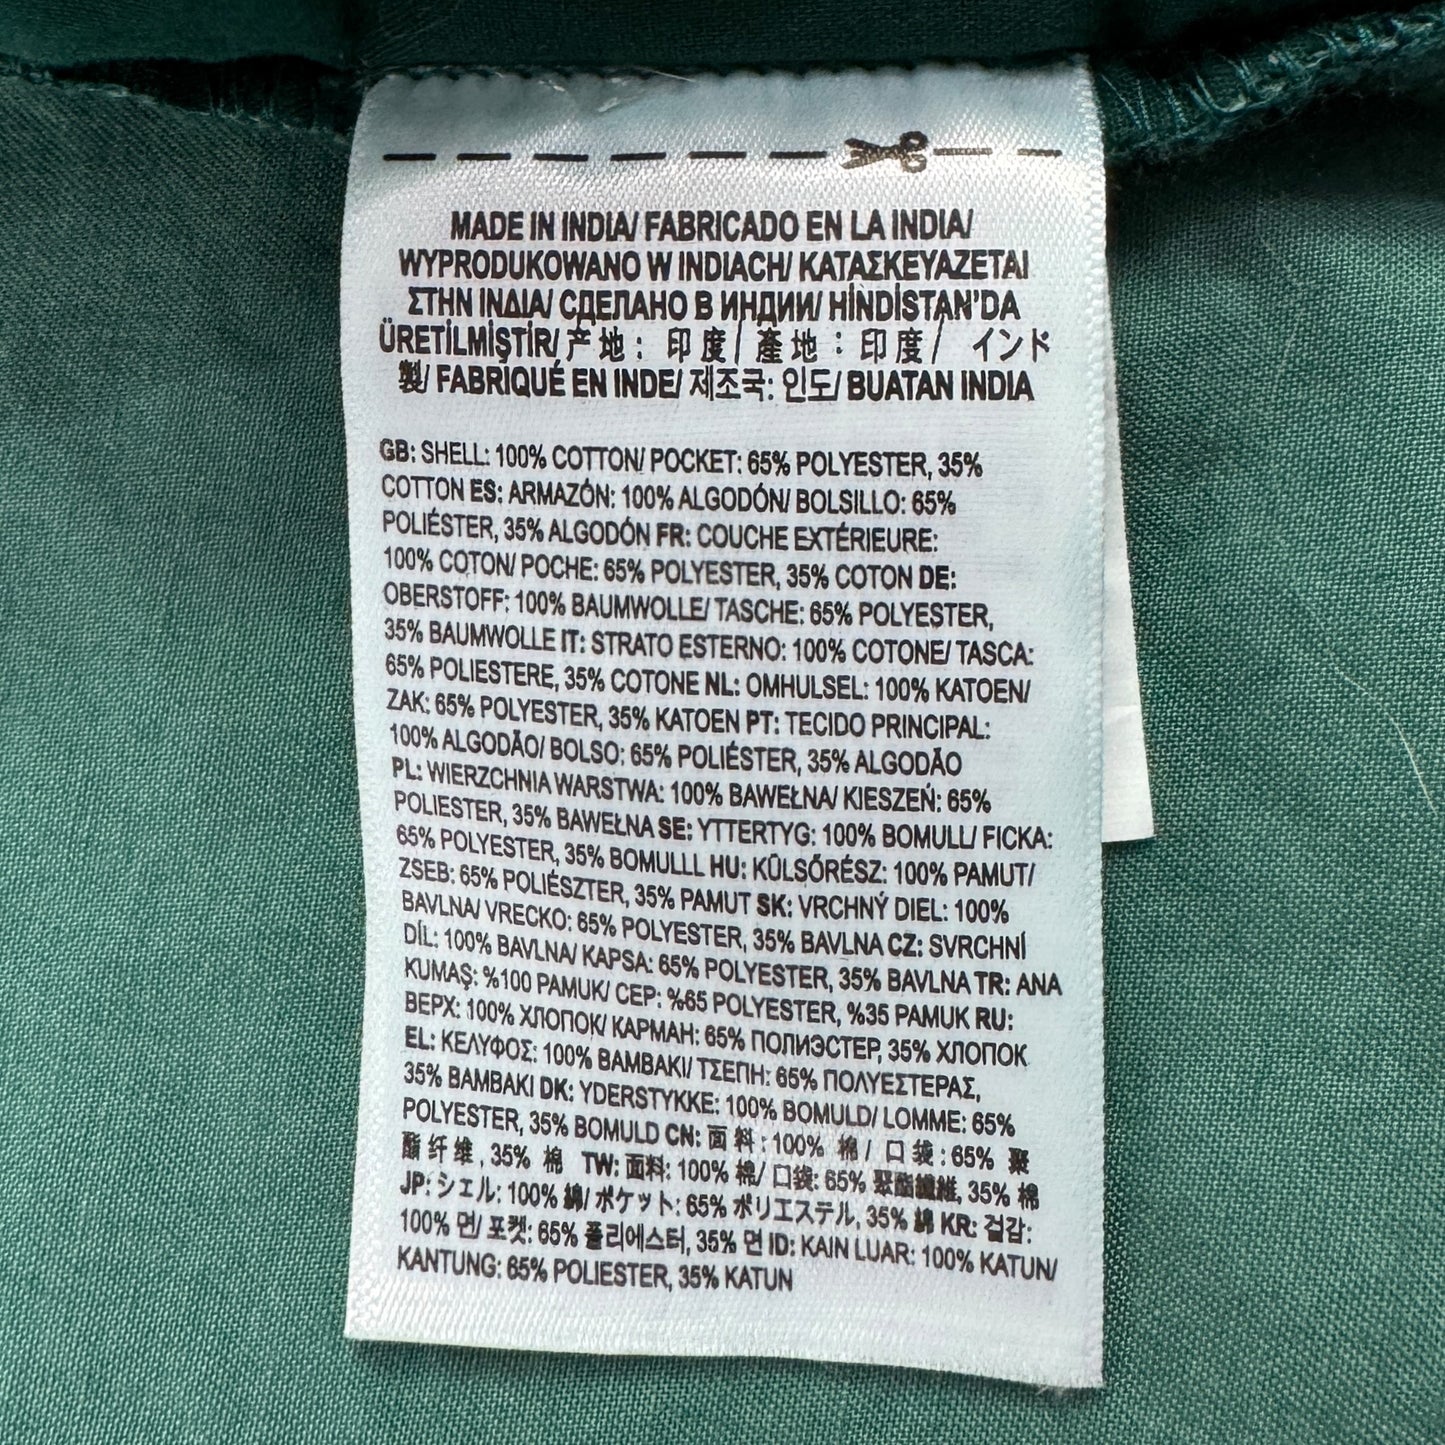 MADE IN INDIA/ FABRICADO EN LA INDIA/
WYPRODUKOWANO W INDIACH/ ΚΑΤΑΣΚΕYΑΖΕΤΑΙ
ΣΤΗΝ ΙΝΔΙΑ/ СДЕЛАНО В ИНДИИ/ HİNDİSTAN'DA
ÜRETİLMİŞTİR/ 产地: 印度/ 產地: 印度/ インド
製/ FABRIQUÉ EN INDE/ 제조국: 인도/ BUATAN INDIA
GB: SHELL: 100% COTTON/ POCKET: 65% POLYESTER, 35%
COTTON ES: ARMAZÓN: 100% ALGODÓN/ BOLSILLO: 65%
POLIÉSTER, 35% ALGODÓN FR: COUCHE EXTÉRIEURE:
100% COTON/ POCHE: 65% POLYESTER, 35% COTON DE:
OBERSTOFF: 100% BAUMWOLLE/ TASCHE: 65% POLYESTER,
35% BAUMWOLLE IT: STRATO ESTERNO: 100% COTONE/ TASCA:
65% POLIESTERE, 35% COTONE NL: OMHULSEL: 100% KATOEN/
ZAK: 65% POLYESTER, 35% KATOEN PT: TECIDO PRINCIPAL:
100% ALGODÃO/ BOLSO: 65% POLIÉSTER, 35% ALGODÃO
PL: WIERZCHNIA WARSTWA: 100% BAWEŁNA/ KIESZEŃ: 65%
POLIESTER, 35% BAWEŁNA SE: YTTERTYG: 100% BOMULL/ FICKA:
65% POLYESTER, 35% BOMULLL HU: KÜLSŐRÉSZ: 100% PAMUT/
ZSEB: 65% POLIÉSZTER, 35% PAMUT SK: VRCHNÝ DIEL: 100%
BAVLNA/ VRECKO: 65% POLYESTER, 35% BAVLNA CZ: SVRCHNÍ
DÍL: 100% BAVLNA/ KAPSA: 65% POLYESTER, 35% BAVLNA TR: ANA
KUMAŞ: %100 PAMUK/ CEP: %65 POLYESTER, %35 PAMUK RU:
ВЕРХ: 100% ХЛОПОК/ КАРМАН: 65% ПОЛИЭСТЕР, 35% ХЛОПОК
EL: ΚΕΛΥΦΟΣ: 100% ΒΑΜΒΑΚΙ/ ΤΣΕΠΗ: 65% ΠΟΛΥΕΣΤΕΡΑΣ,
35% ΒΑΜΒΑΚΙ DK: YDERSTYKKE: 100% BOMULD/ LOMME: 65%
POLYESTER, 35% BOMULD CN: 面料: 100% 棉/ 口袋: 65% 聚
酯纤维, 35% 棉 TW: 面料: 100% 棉/ 口袋: 65% 聚酯纖維, 35% 棉
JP: シェル: 100% 綿/ ポケット: 65% ポリエステル, 35% 綿 KR: 겉감:
100% 면/ 포켓: 65% 폴리에스터, 35% 면 ID: KAIN LUAR: 100% KATUN/
KANTUNG: 65% POLIESTER, 35% KATUN